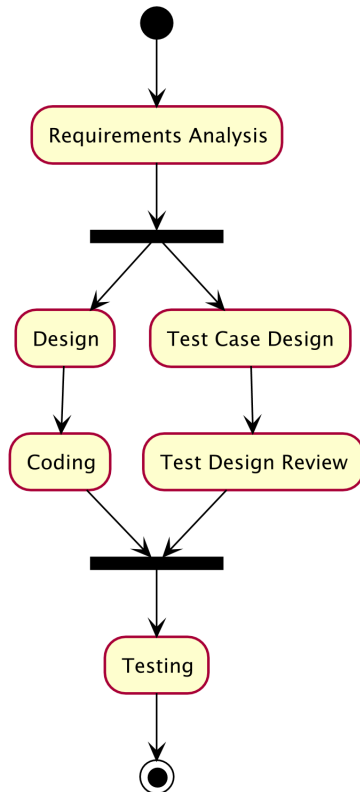 Requirements Analysis
Design
Test Case Design
Coding
Test Design Review
Testing